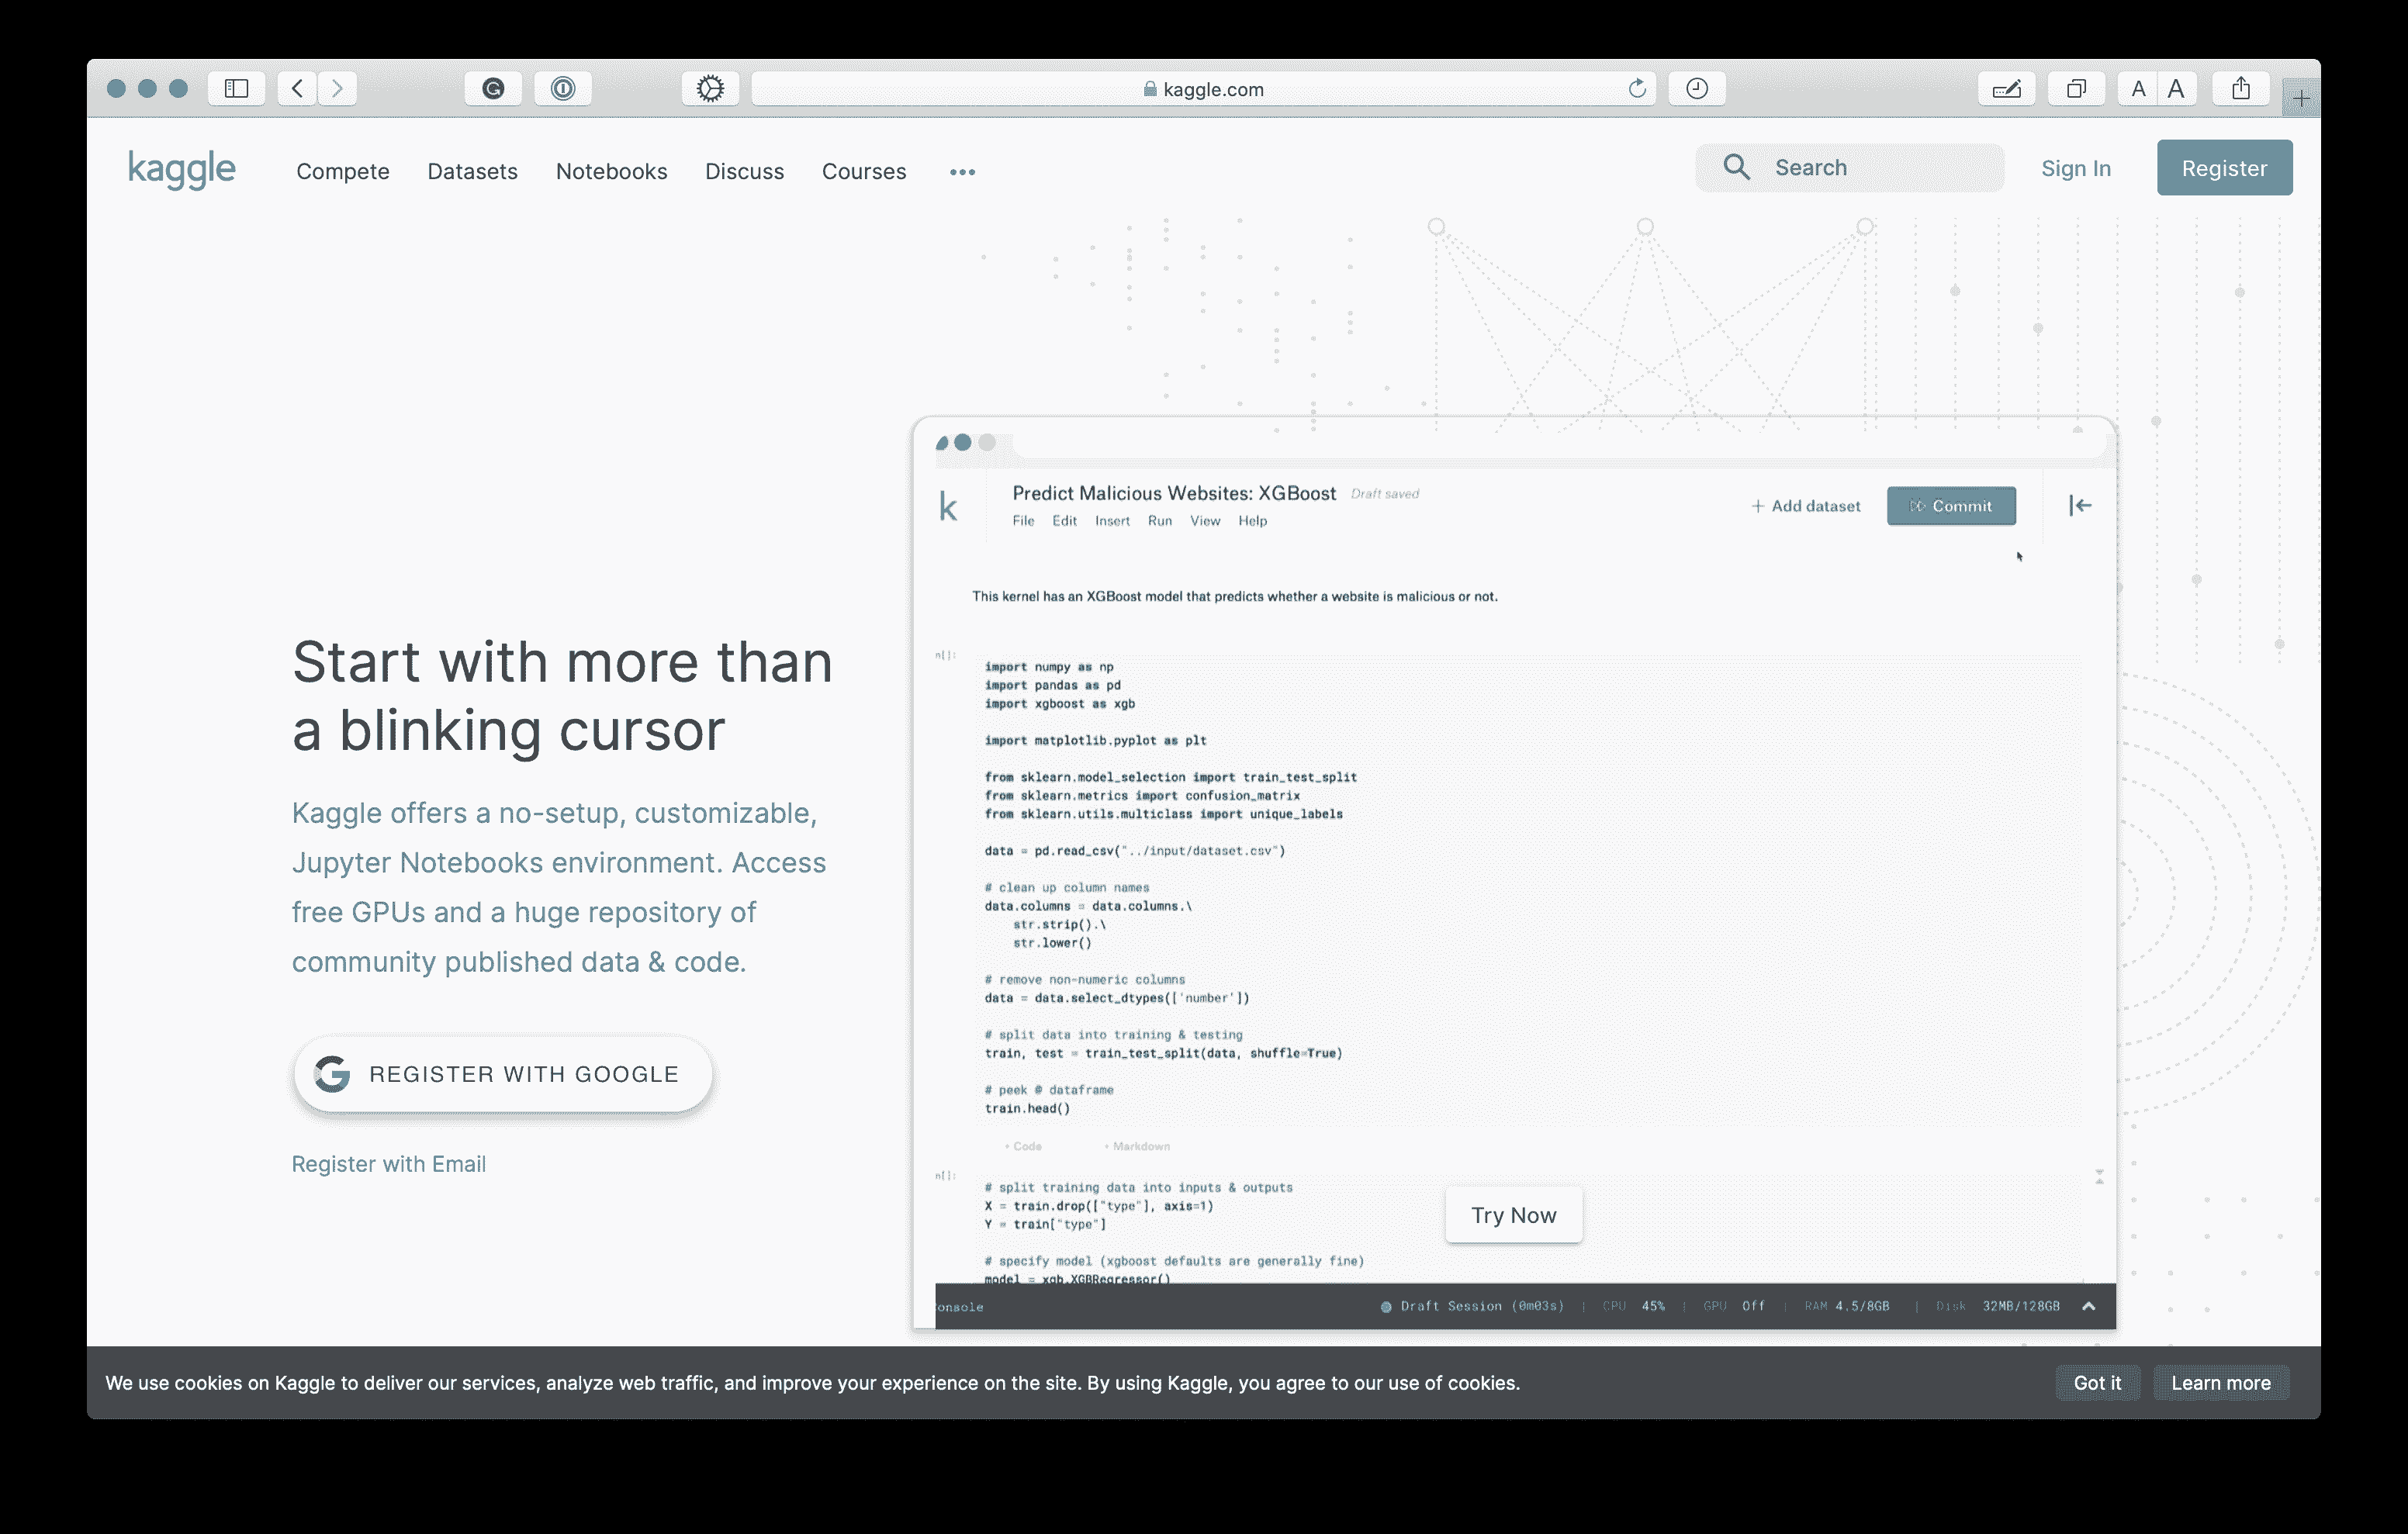 kaggle.com
A A
kaggle Compete Datasets Notebooks Discuss Courses ••• Search Sign In Register
Start with more than
a blinking cursor
Kaggle offers a no-setup, customizable,
Jupyter Notebooks environment. Access
free GPUs and a huge repository of
community published data & code.
REGISTER WITH GOOGLE
Register with Email
k
Predict Malicious Websites: XGBoost Draft saved
File Edit Insert Run View Help
+ Add dataset Commit
This kernel has an XGBoost model that predicts whether a website is malicious or not.
n[]:
import numpy as np
import pandas as pd
import xgboost as xgb
import matplotlib.pyplot as plt
from sklearn.model_selection import train_test_split
from sklearn.metrics import confusion_matrix
from sklearn.utils.multiclass import unique_labels
data = pd.read_csv("../input/dataset.csv")
# clean up column names
data.columns = data.columns.\
str.strip().\
str.lower()
# remove non-numeric columns
data = data.select_dtypes(['number'])
# split data into training & testing
train, test = train_test_split(data, shuffle=True)
# peek @ dataframe
train.head()
+ Code + Markdown
n[]:
# split training data into inputs & outputs
X = train.drop(["type"], axis=1)
Y = train["type"]
# specify model (xgboost defaults are generally fine)
model = xgb.XGBRegressor()
Try Now
onsole Draft Session (0m03s) | CPU 45% | GPU Off | RAM 4.5/8GB | Disk 32MB/128GB
We use cookies on Kaggle to deliver our services, analyze web traffic, and improve your experience on the site. By using Kaggle, you agree to our use of cookies. Got it Learn more